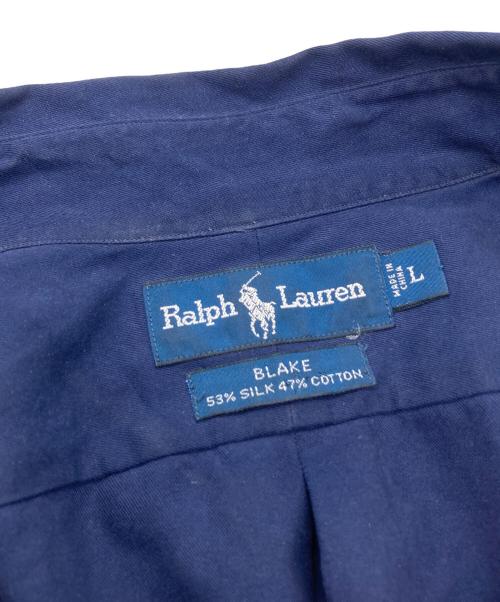 Ralph Lauren
MADE IN
CHINA
L
BLAKE
53% SILK 47% COTTON